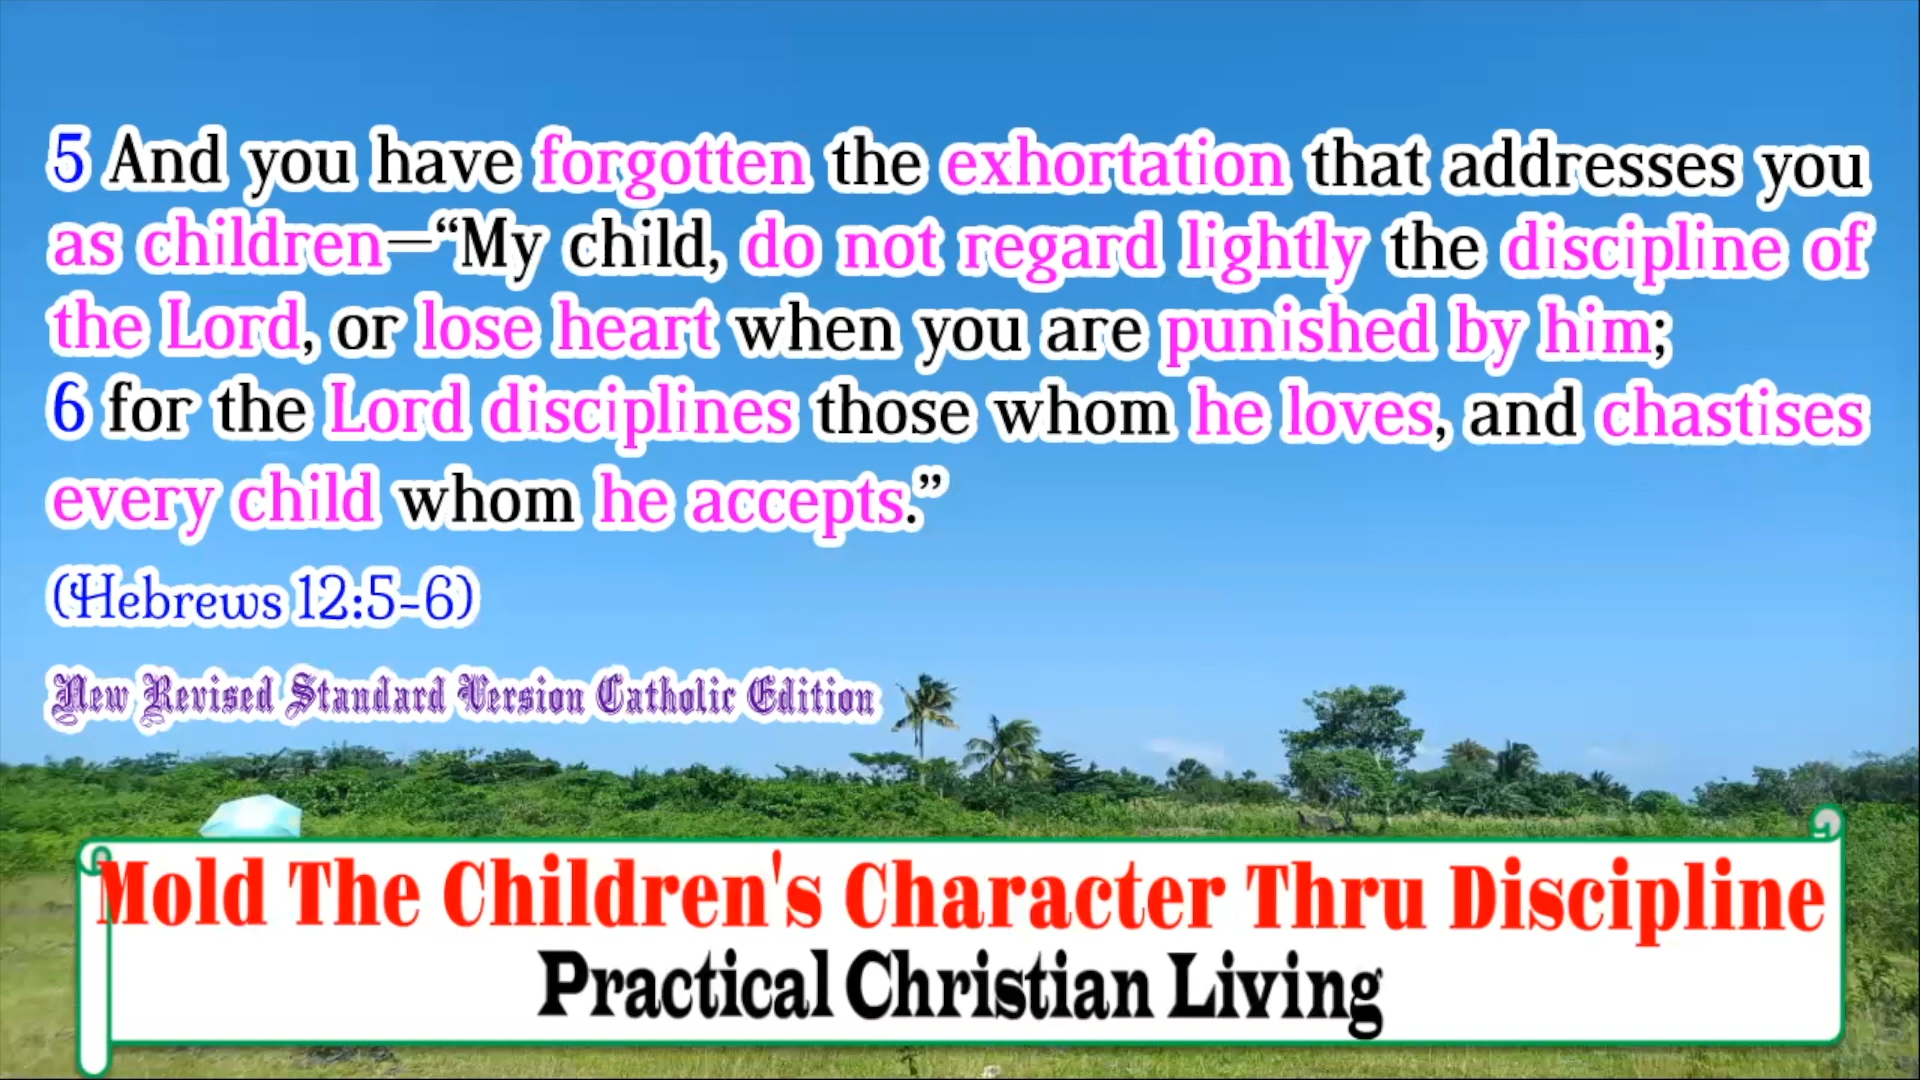 5 And you have forgotten the exhortation that addresses you
as children—“My child, do not regard lightly the discipline of
the Lord, or lose heart when you are punished by him;
6 for the Lord disciplines those whom he loves, and chastises
every child whom he accepts.”
(Hebrews 12:5-6)
New Revised Standard Version Catholic Edition
Mold The Children's Character Thru Discipline
Practical Christian Living